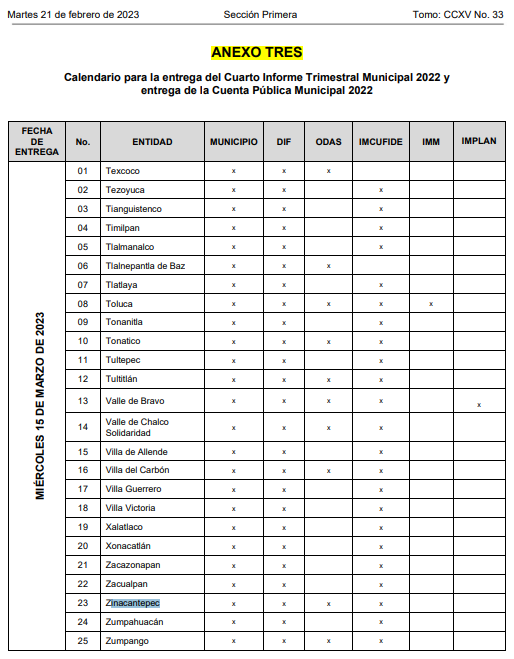 Martes 21 de febrero de 2023 Sección Primera Tomo: CCXV No. 33
ANEXO TRES
Calendario para la entrega del Cuarto Informe Trimestral Municipal 2022 y
entrega de la Cuenta Pública Municipal 2022
FECHA DE ENTREGA No. ENTIDAD MUNICIPIO DIF ODAS IMCUFIDE IMM IMPLAN
MIÉRCOLES 15 DE MARZO DE 2023
01 Texcoco x x x
02 Tezoyuca x x x
03 Tianguistenco x x x
04 Timilpan x x x
05 Tlalmanalco x x x
06 Tlalnepantla de Baz x x x
07 Tlatlaya x x x
08 Toluca x x x x x
09 Tonanitla x x x
10 Tonatico x x x x
11 Tultepec x x x
12 Tultitlán x x x x
13 Valle de Bravo x x x x x
14 Valle de Chalco Solidaridad x x x x
15 Villa de Allende x x x
16 Villa del Carbón x x x x
17 Villa Guerrero x x x
18 Villa Victoria x x x
19 Xalatlaco x x x
20 Xonacatlán x x x
21 Zacazonapan x x x
22 Zacualpan x x x
23 Zinacantepec x x x x
24 Zumpahuacán x x x
25 Zumpango x x x x